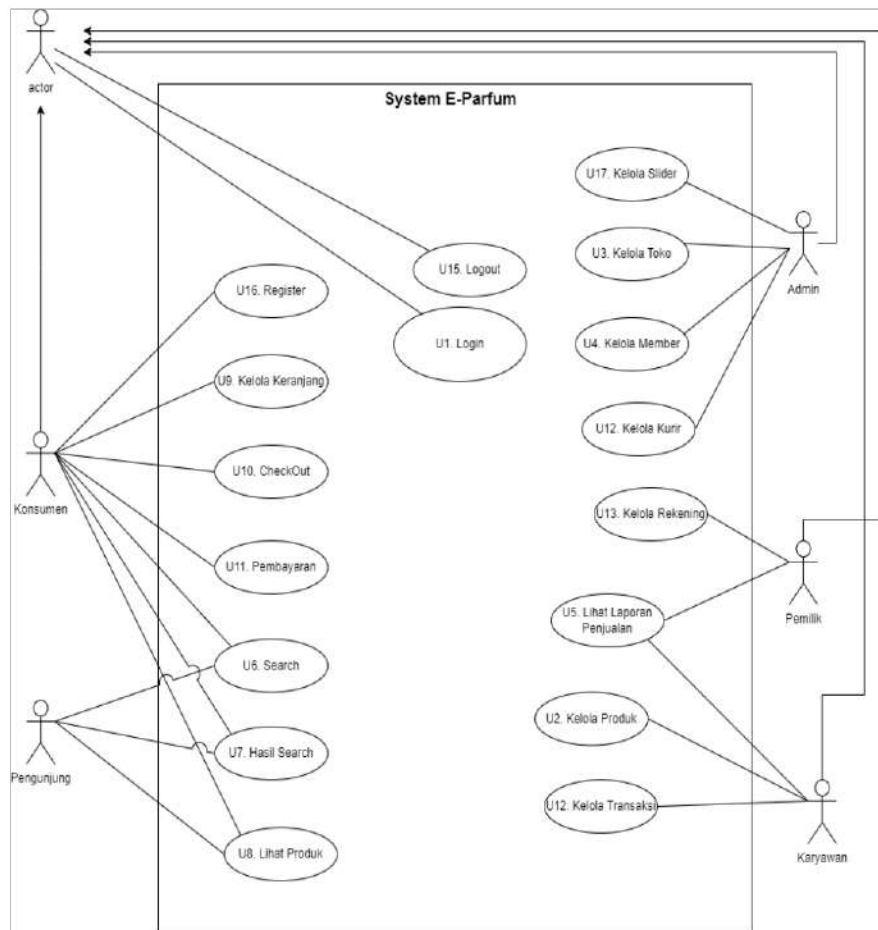 actor
System E-Parfum
U17. Kelola Slider
U3. Kelola Toko
Admin
U15. Logout
U16. Register
U1. Login
U4. Kelola Member
U9. Kelola Keranjang
U12. Kelola Kurir
U10. CheckOut
Konsumen
U13. Kelola Rekening
U11. Pembayaran
Pemilik
U5. Lihat Laporan
Penjualan
U6. Search
U2. Kelola Produk
U7. Hasil Search
Pengunjung
U12. Kelola Transaksi
U8. Lihat Produk
Karyawan